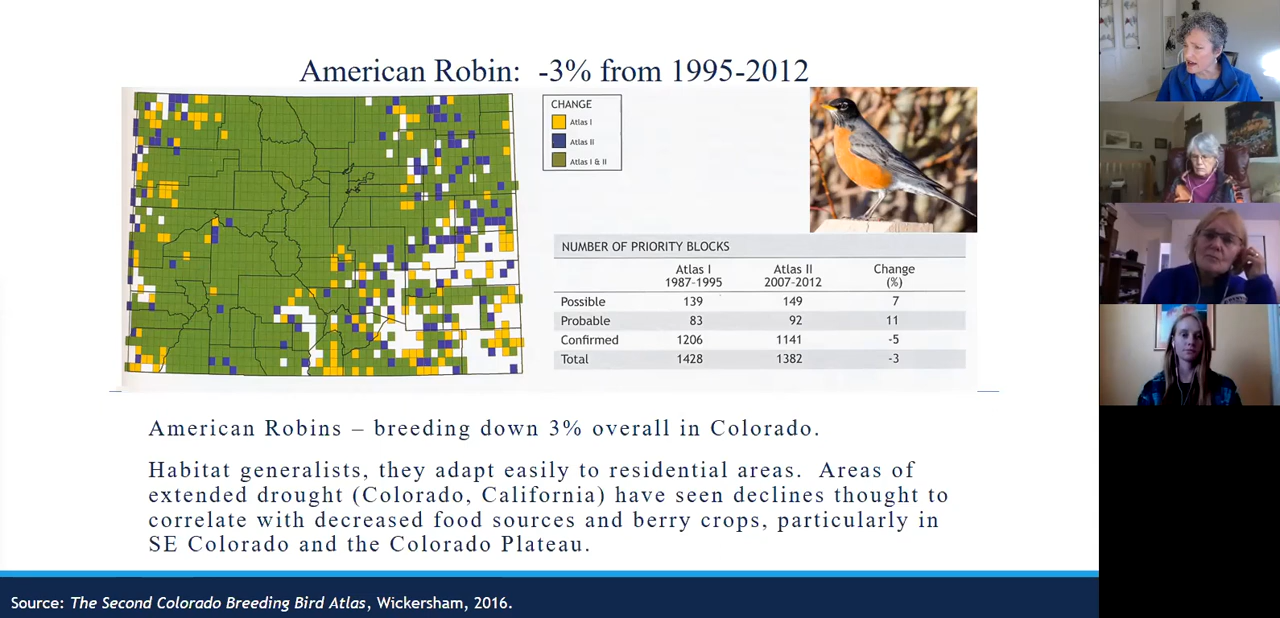 American Robin: -3% from 1995-2012
CHANGE
Atlas I
Atlas II
Atlas I & II
NUMBER OF PRIORITY BLOCKS
Atlas I Atlas II Change
1987-1995 2007-2012 (%)
Possible 139 149 7
Probable 83 92 11
Confirmed 1206 1141 -5
Total 1428 1382 -3
American Robins – breeding down 3% overall in Colorado.
Habitat generalists, they adapt easily to residential areas. Areas of
extended drought (Colorado, California) have seen declines thought to
correlate with decreased food sources and berry crops, particularly in
SE Colorado and the Colorado Plateau.
Source: The Second Colorado Breeding Bird Atlas, Wickersham, 2016.